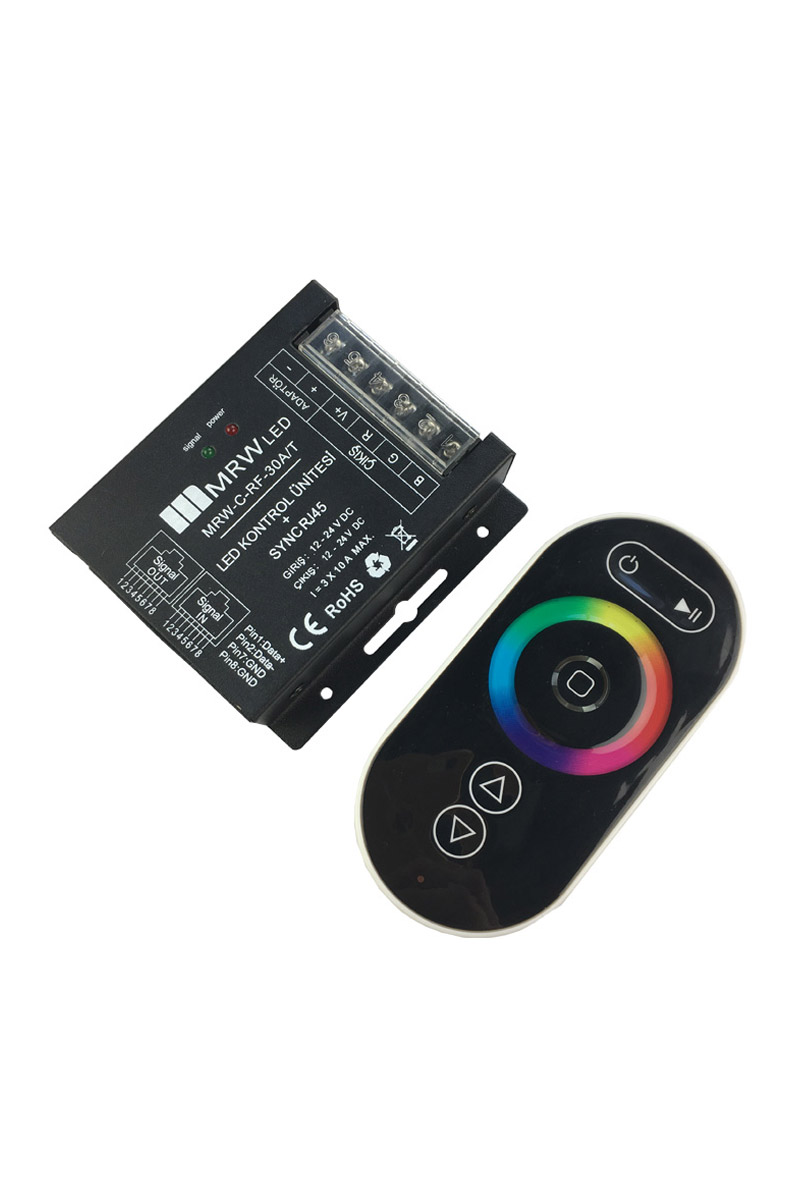 - + V+ R G B
ADAPTÖR ÇIKIŞ
signal power
MRW LED
MRW-C-RF-30A/T
LED KONTROL ÜNİTESİ
+
SYNC RJ45
GİRİŞ : 12 - 24 V DC
ÇIKIŞ : 12 - 24V DC
I = 3 X 10 A MAX.
CE RoHS
Signal
OUT
12345678
Signal
IN
12345678
Pin1:Data+
Pin2:Data-
Pin7:GND
Pin8:GND